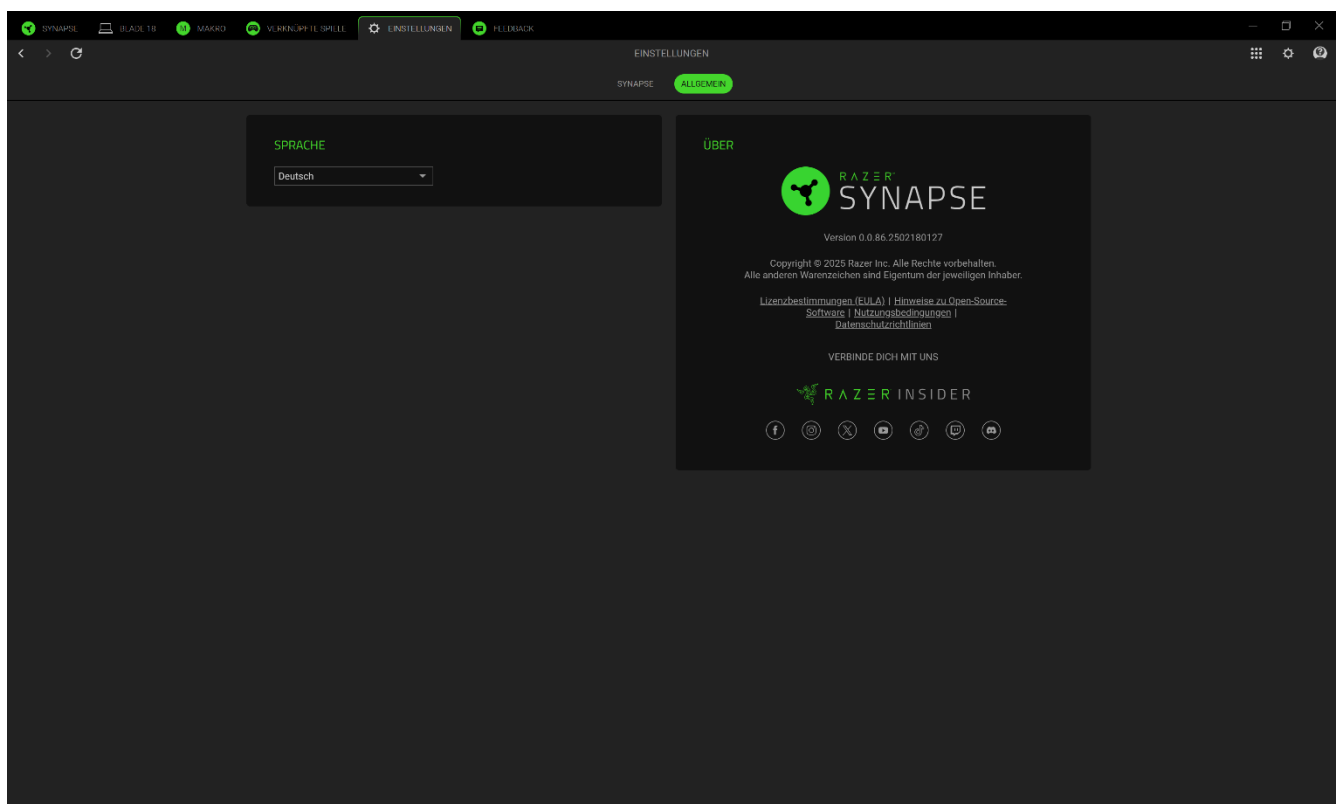 SYNAPSE BLADE 18 M MAKRO VERKNÜPFTE SPIELE EINSTELLUNGEN FEEDBACK
EINSTELLUNGEN
SYNAPSE ALLGEMEIN
SPRACHE
Deutsch
ÜBER
RAZER
SYNAPSE
Version 0.0.86.2502180127
Copyright © 2025 Razer Inc. Alle Rechte vorbehalten.
Alle anderen Warenzeichen sind Eigentum der jeweiligen Inhaber.
Lizenzbestimmungen (EULA) | Hinweise zu Open-Source-
Software | Nutzungsbedingungen |
Datenschutzrichtlinien
VERBINDE DICH MIT UNS
RAZER INSIDER